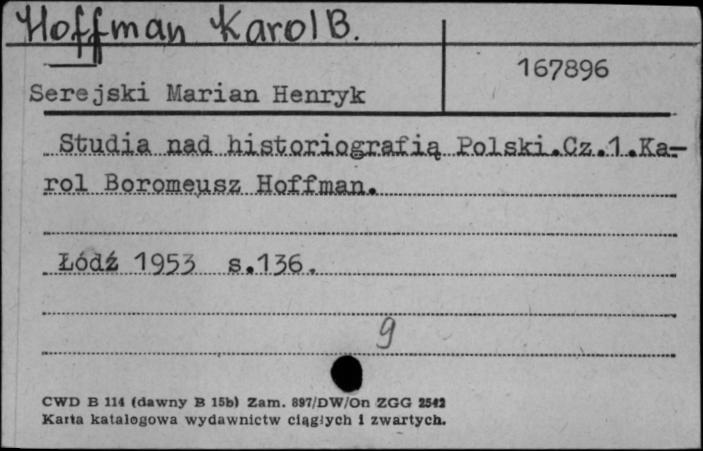 Hoffman Karol B.
167896
Serejski Marian Henryk
Studia nad historiografią Polski.Cz.1.Ka-
rol Boromeusz Hoffman.
Łódź 1953 s.136.
9
CWD B 114 (dawny B 15b) Zam. 897/DW/On ZGG 2542
Karta katalogowa wydawnictw ciągłych i zwartych.